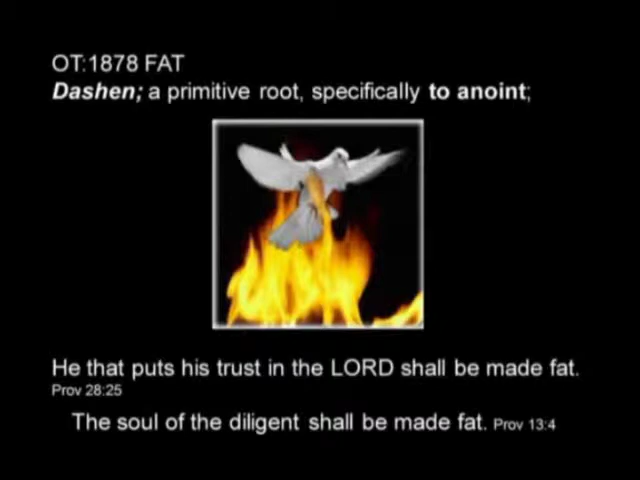 OT:1878 FAT
Dashen; a primitive root, specifically to anoint;
He that puts his trust in the LORD shall be made fat.
Prov 28:25
The soul of the diligent shall be made fat. Prov 13:4